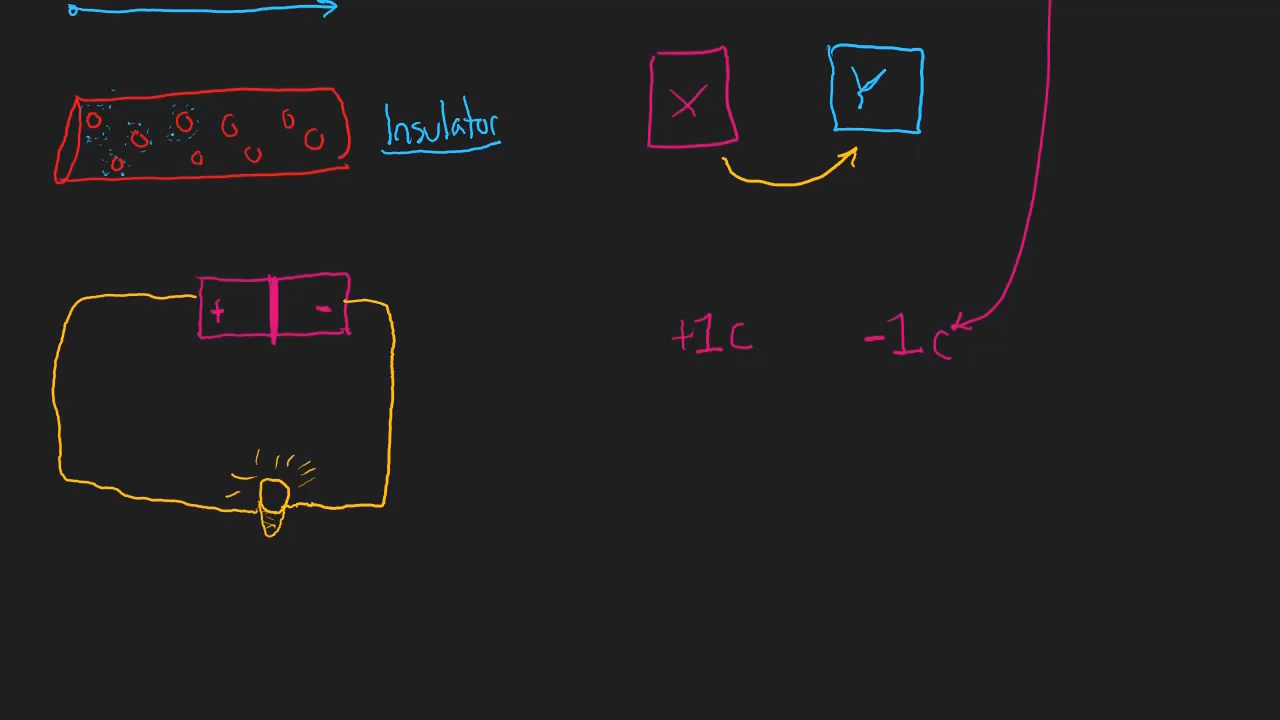 Insulator
X
Y
+ -
+1c
-1c